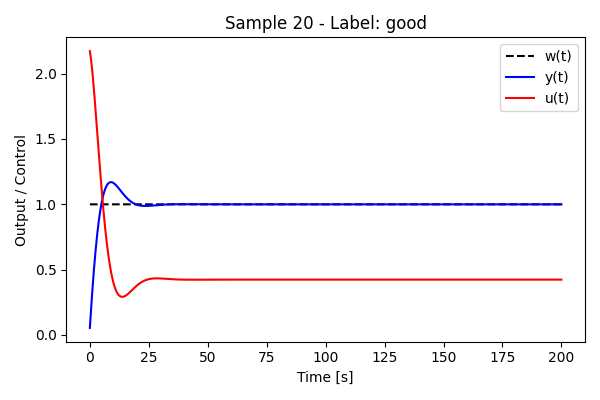 Sample 20 - Label: good
w(t)
y(t)
u(t)
Output / Control
2.0
1.5
1.0
0.5
0.0
0 25 50 75 100 125 150 175 200
Time [s]